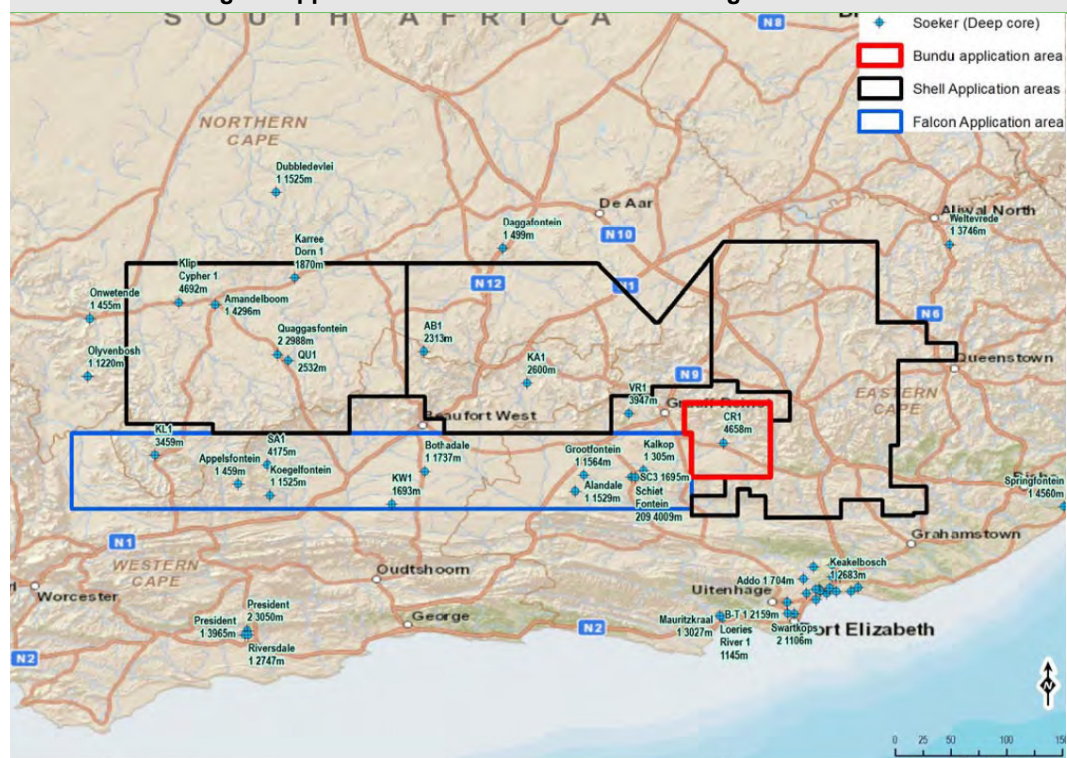 SOUTH AFRICA
N8
Soeker (Deep core)
Bundu application area
Shell Application areas
Falcon Application area
NORTHERN
CAPE
Dubbledevlei
1 1525m
De Aar
N10
Aliwal North
Weltevrede
1 3746m
Daggafontein
1 499m
Karree
Dorn 1
1870m
Klip
Cypher 1
4692m
N12
N1
Onwetende
1 455m
Amandelboom
1 4296m
N6
Quaggasfontein
2 2988m
QU1
2532m
AB1
2313m
Queenstown
Olyvenbosh
1 1220m
KA1
2600m
N9
EASTERN
CAPE
VR1
3947m
Beaufort West
CR1
4658m
KL1
3459m
SA1
4175m
Appelsfontein
1 459m
Koegelfontein
1 1525m
Bothadale
1 1737m
KW1
1693m
Grootfontein
1 1564m
Kalkop
1 305m
Alandale
1 1529m
SC3 1695m
Schiet
Fontein
209 4009m
Springfontein
1 4560m
N1
Grahamstown
WESTERN
CAPE
Worcester
Oudtshoorn
Keakelbosch
1 2683m
Addo 1 704m
Uitenhage
President
2 3050m
President
1 3965m
Riversdale
1 2747m
George
N2
Mauritzkraal
1 3027m
B-T 1 2159m
Loeries
River 1
1145m
Swartkops
2 1106m
Port Elizabeth
N2
N
0 25 50 100 150